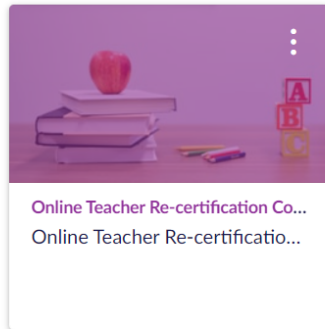 A
B
C
Online Teacher Re-certification Co...
Online Teacher Re-certificatio...